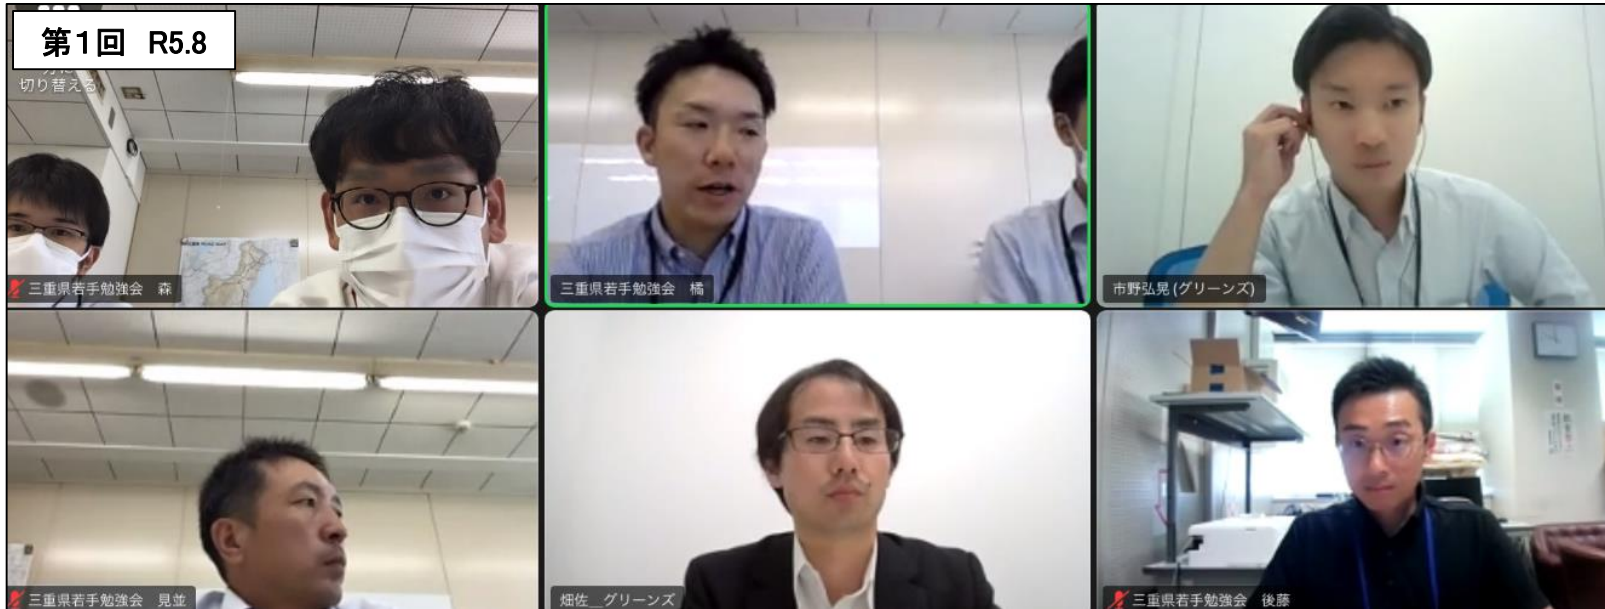 第１回　R5.8
切り替える
三重県若手勉強会　森
三重県若手勉強会　橘
市野弘晃(グリーンズ)
三重県若手勉強会　見並
畑佐__グリーンズ
三重県若手勉強会　後藤